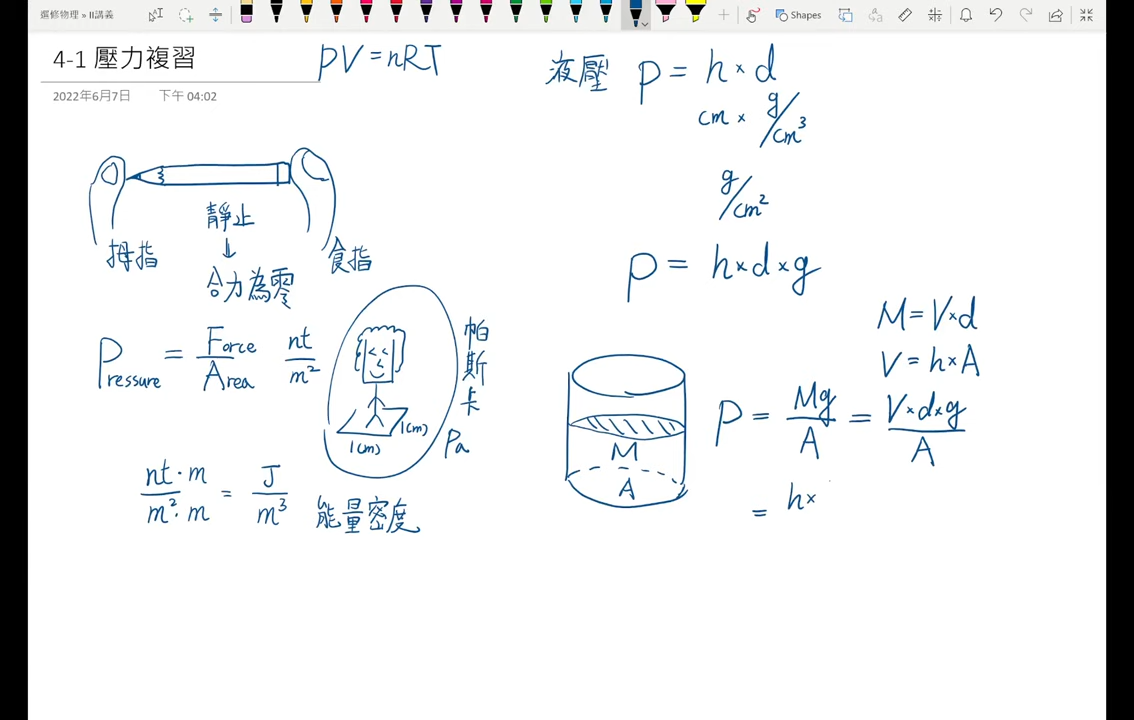 選修物理 » II講義
Shapes
4-1 壓力複習
2022年6月7日 下午 04:02
PV=nRT
靜止
↓
合力為零
拇指
食指
Pressure = Force/Area nt/m²
1(m)
1(m)
帕斯卡
Pa
nt·m/m²·m = J/m³ 能量密度
液壓 P = h×d
cm × g/cm³
g/cm²
P = h×d×g
M=V×d
V=h×A
M
A
P = Mg/A = V×d×g/A
= h×